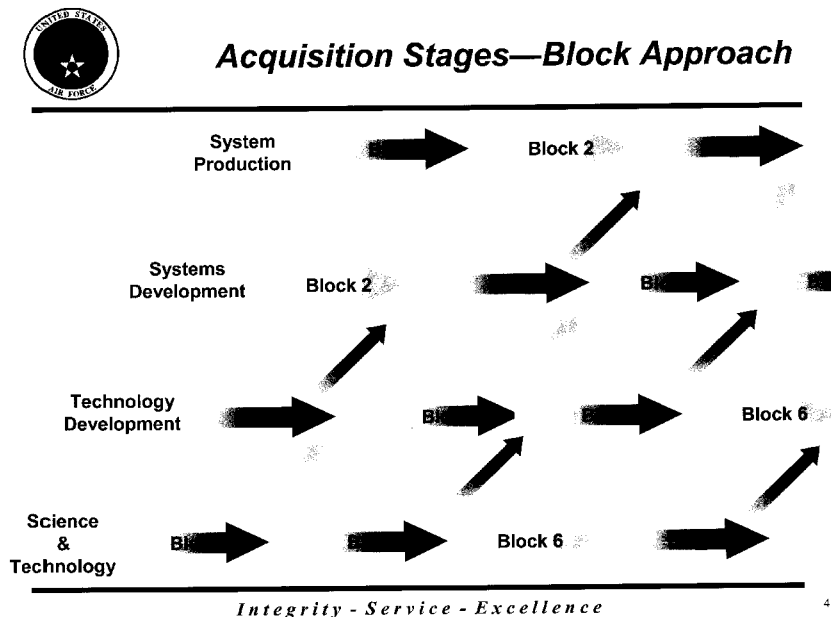 UNITED STATES
AIR FORCE
Acquisition Stages—Block Approach
System
Production
Block 2
Systems
Development
Block 2
Technology
Development
Block 6
Science
&
Technology
Block 6
Integrity - Service - Excellence
4